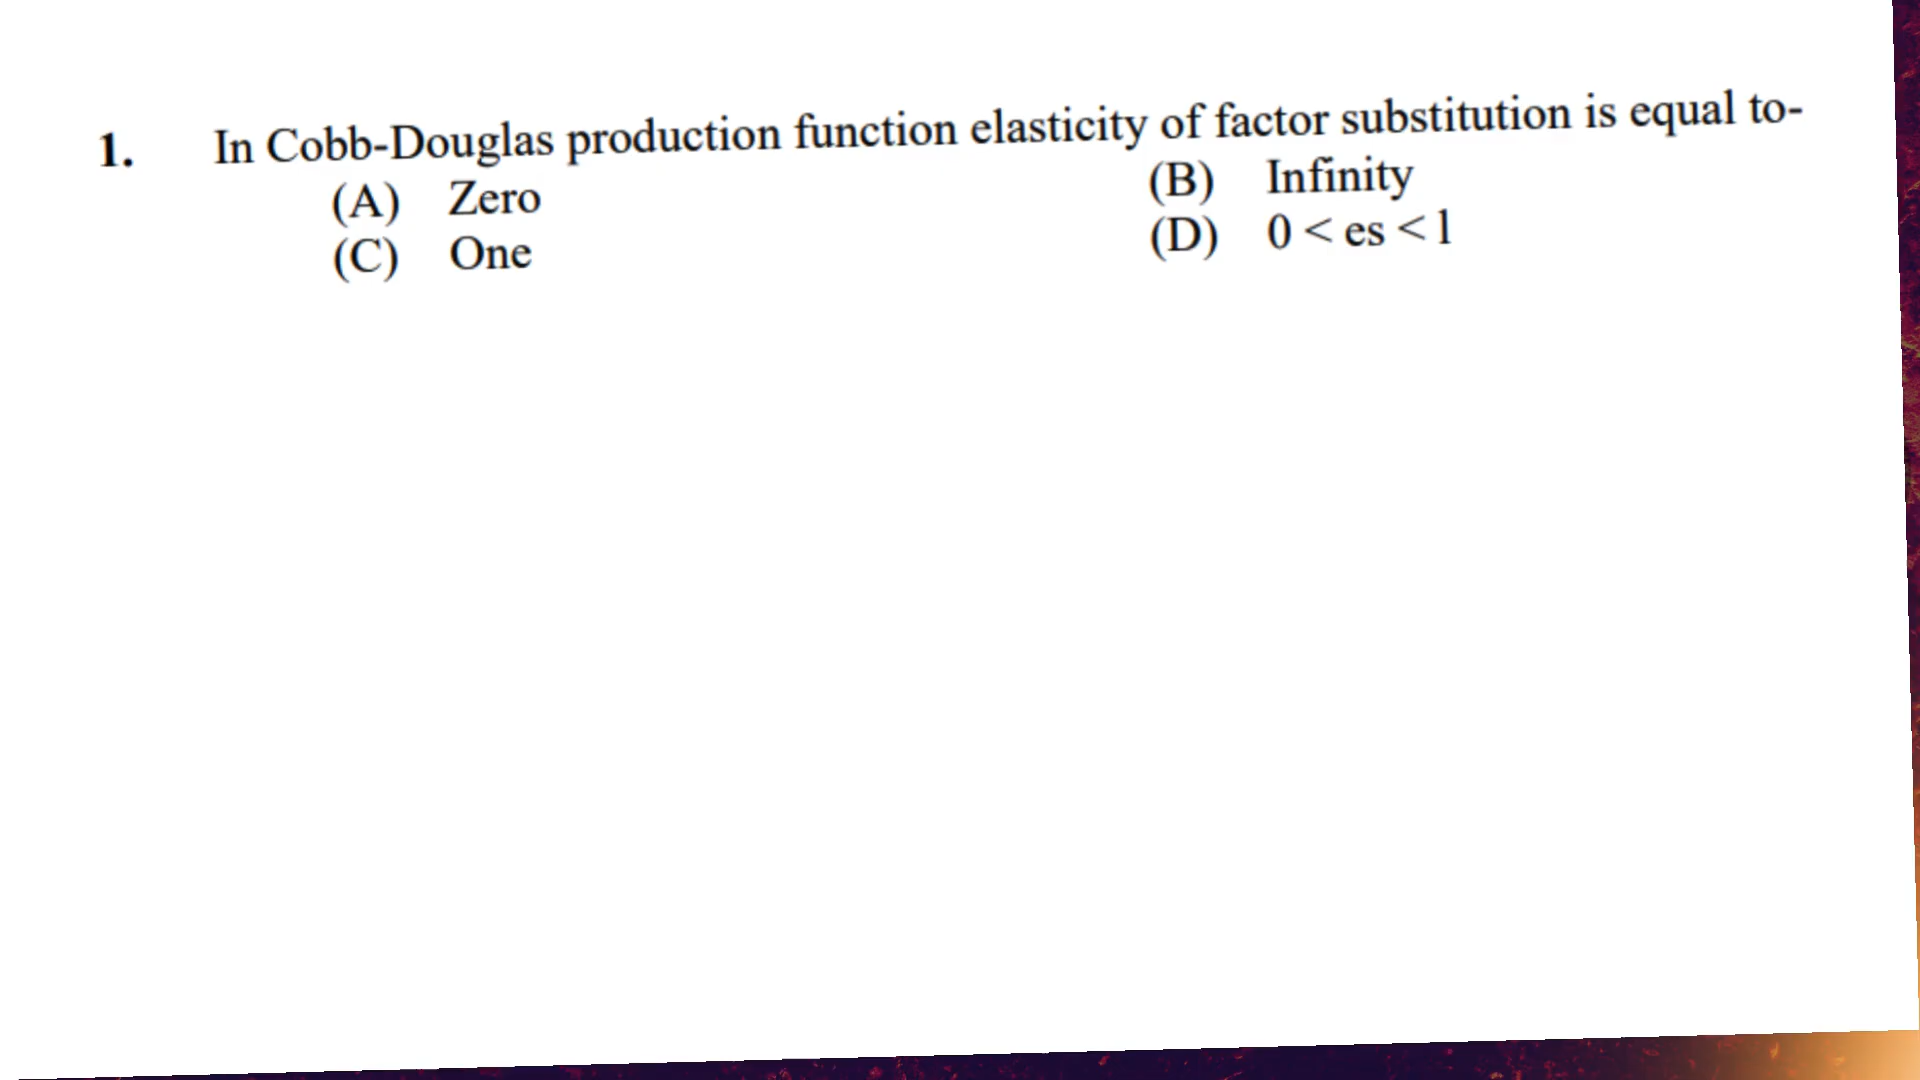 1. In Cobb-Douglas production function elasticity of factor substitution is equal to-
(A) Zero (B) Infinity
(C) One (D) 0 < es < 1